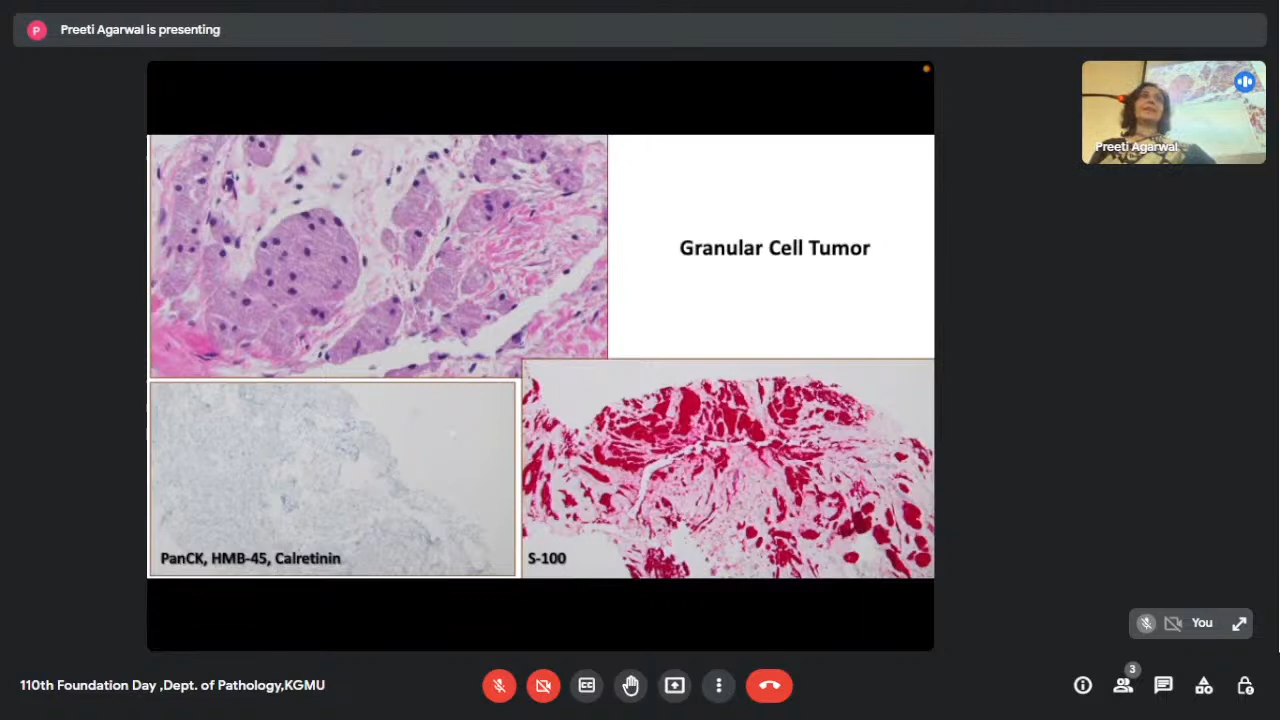 P
Preeti Agarwal is presenting
Preeti Agarwal
Granular Cell Tumor
PanCK, HMB-45, Calretinin
S-100
You
110th Foundation Day ,Dept. of Pathology,KGMU
3